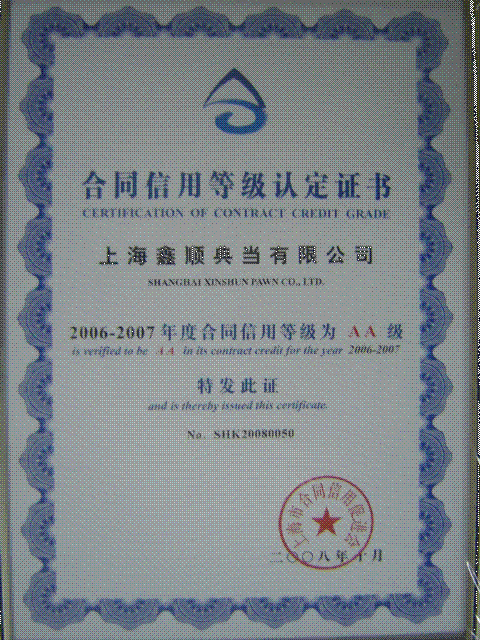 合同信用等级认定证书
CERTIFICATION OF CONTRACT CREDIT GRADE
上海鑫顺典当有限公司
SHANGHAI XINSHUN PAWN CO., LTD.
2006-2007 年度合同信用等级为 AA 级
is verified to be AA in its contract credit for the year 2006-2007
特发此证
and is thereby issued this certificate.
No. SHK20080050
上海市合同信用促进会
二〇〇八年十月